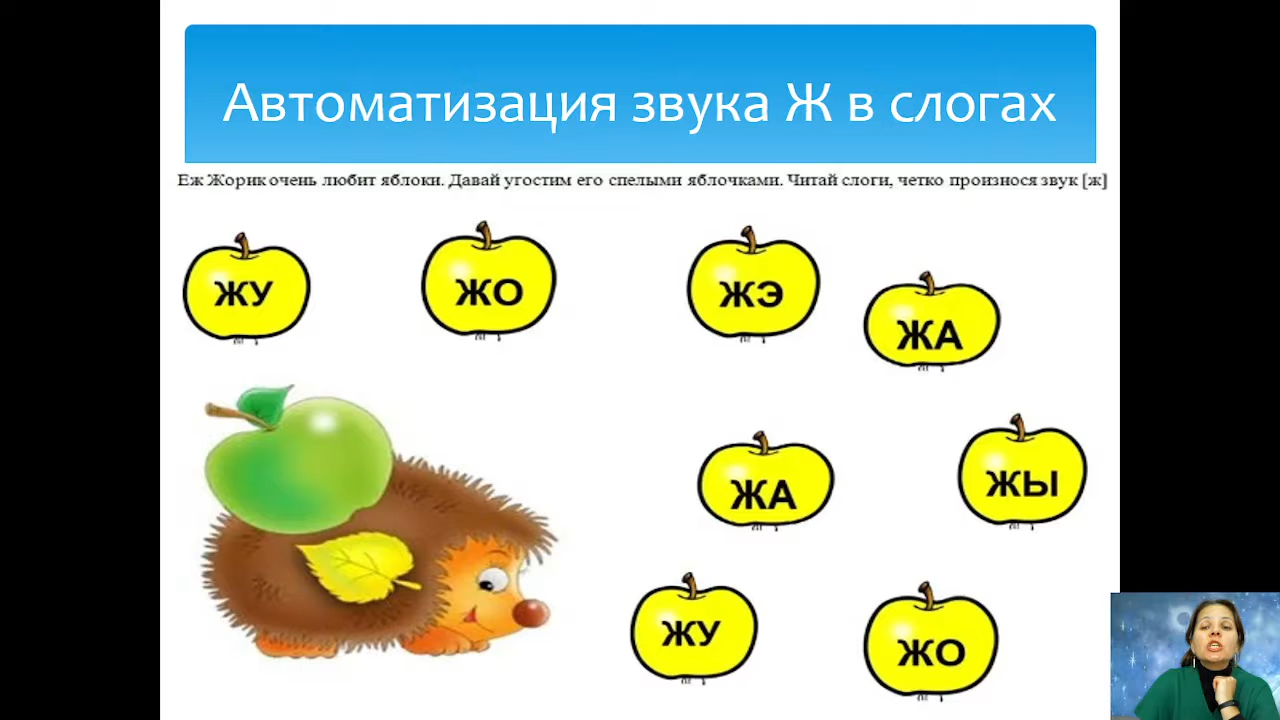 Автоматизация звука Ж в слогах
Еж Жорик очень любит яблоки. Давай угостим его спелыми яблочками. Читай слоги, четко произнося звук [ж]
ЖУ
ЖО
ЖЭ
ЖА
ЖА
ЖЫ
ЖУ
ЖО